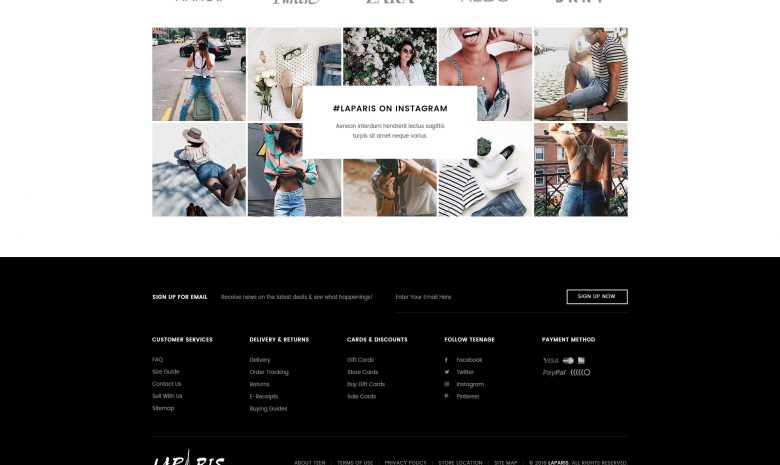 ZARA
ALDO
DKNY
#LAPARIS ON INSTAGRAM
Aenean interdum hendrerit lectus sagittis
turpis sit amet neque varius.
SIGN UP FOR EMAIL Receive news on the latest deals & see what happenings! Enter Your Email Here SIGN UP NOW
CUSTOMER SERVICES
FAQ
Size Guide
Contact Us
Sell With Us
Sitemap
DELIVERY & RETURNS
Delivery
Order Tracking
Returns
E-Receipts
Buying Guides
CARDS & DISCOUNTS
Gift Cards
Store Cards
Buy Gift Cards
Sale Cards
FOLLOW TEENAGE
Facebook
Twitter
Instagram
Pinterest
PAYMENT METHOD
VISA
PayPal
LAPARIS
ABOUT TEEN | TERMS OF USE | PRIVACY POLICY | STORE LOCATION | SITE MAP | © 2016 LAPARIS. ALL RIGHTS RESERVED.